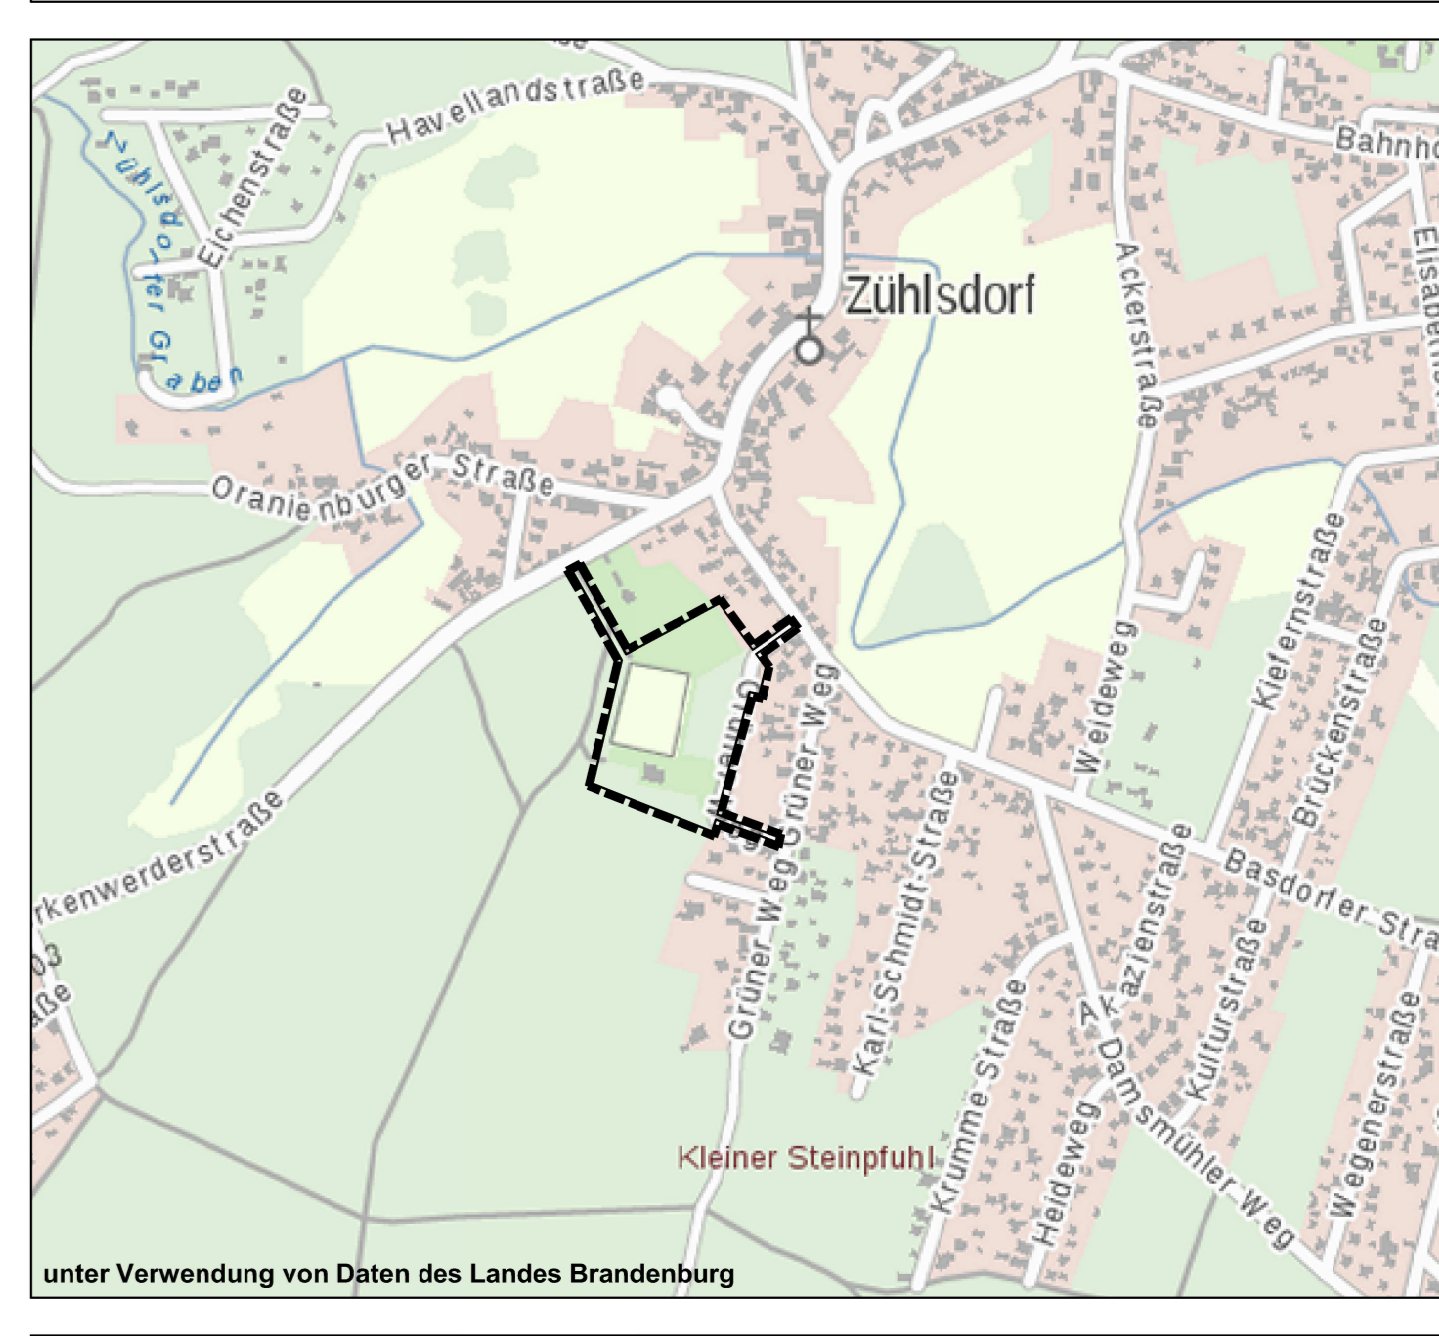 Havellandstraße
Eichenstraße
Zühlsdorfer Graben
Bahnho
Zühlsdorf
Ackerstraße
Oranienburger Straße
Kiefernstraße
Weideweg
Brückenstraße
Grüner Weg
Grüner Weg
rkenwerderstraße
Basdorfer Stra
Karl-Schmidt-Straße
Akazienstraße
Kulturstraße
03
aße
Krumme Straße
Damsmühler Weg
Wegenerstraße
Heideweg
Kleiner Steinpfuhl
unter Verwendung von Daten des Landes Brandenburg